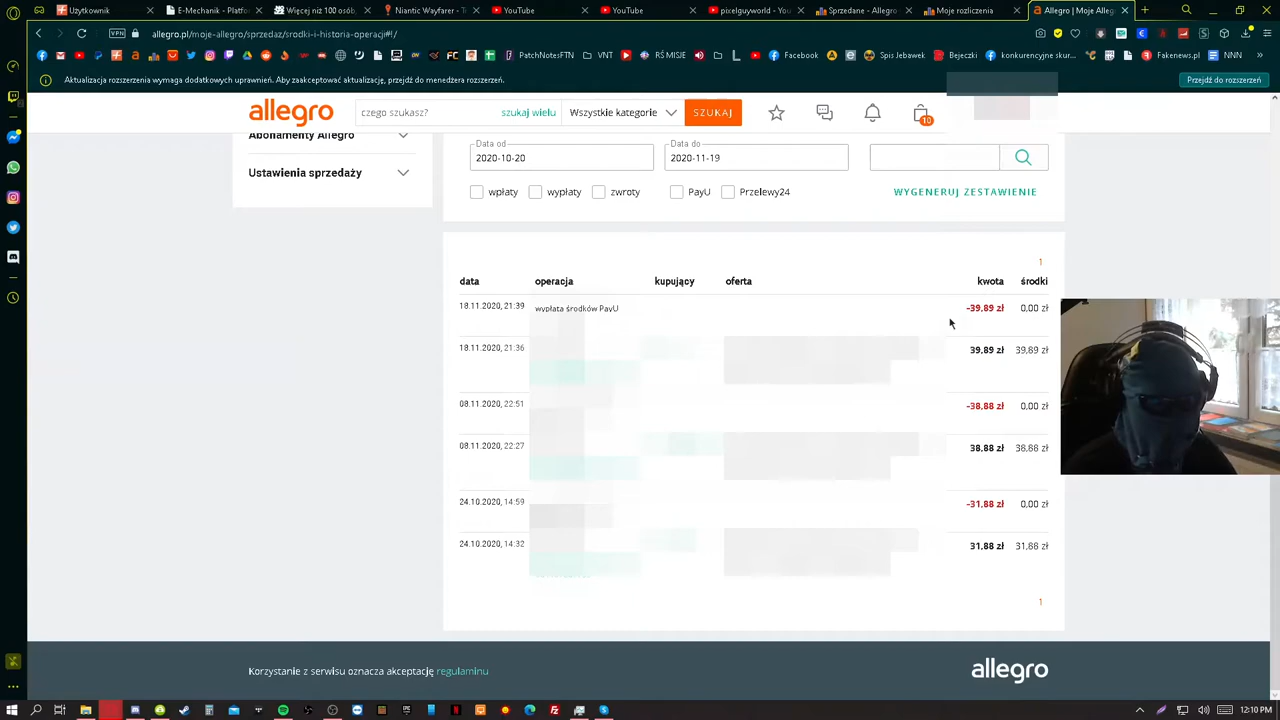 Użytkownik
E-Mechanik - Platfo
Wsparło nas 100 osób,
Niantic Wayfarer - Ti
YouTube
YouTube
pixelguyworld - You
Sprzedane - Allegro
Moje rozliczenia
Allegro | Moje Alleg
VPN
allegro.pl/moje-allegro/sprzedaz/srodki-i-historia-operacji#!/
PatchNotesFTN
VNT
RŚ MISJE
LOL
Facebook
Spis Jebawek
Bejeczki
konkurencyjne skur...
Fakenews.pl
NNN
Aktualizacja rozszerzenia wymaga dodatkowych uprawnień. Aby zaakceptować aktualizację, przejdź do menedżera rozszerzeń.
Przejdź do rozszerzeń
allegro
czego szukasz?
szukaj wielu
Wszystkie kategorie
SZUKAJ
10
Abonamenty Allegro
Ustawienia sprzedaży
Data od
2020-10-20
Data do
2020-11-19
wpłaty
wypłaty
zwroty
PayU
Przelewy24
WYGENERUJ ZESTAWIENIE
1
data operacja kupujący oferta kwota środki
18.11.2020, 21:39 wypłata środków PayU -39,89 zł 0,00 zł
18.11.2020, 21:36 39,89 zł 39,89 zł
08.11.2020, 22:51 -38,88 zł 0,00 zł
08.11.2020, 22:27 38,88 zł 38,88 zł
24.10.2020, 14:59 -31,88 zł 0,00 zł
24.10.2020, 14:32 31,88 zł 31,88 zł
1
Korzystanie z serwisu oznacza akceptację regulaminu
allegro
12:10 PM